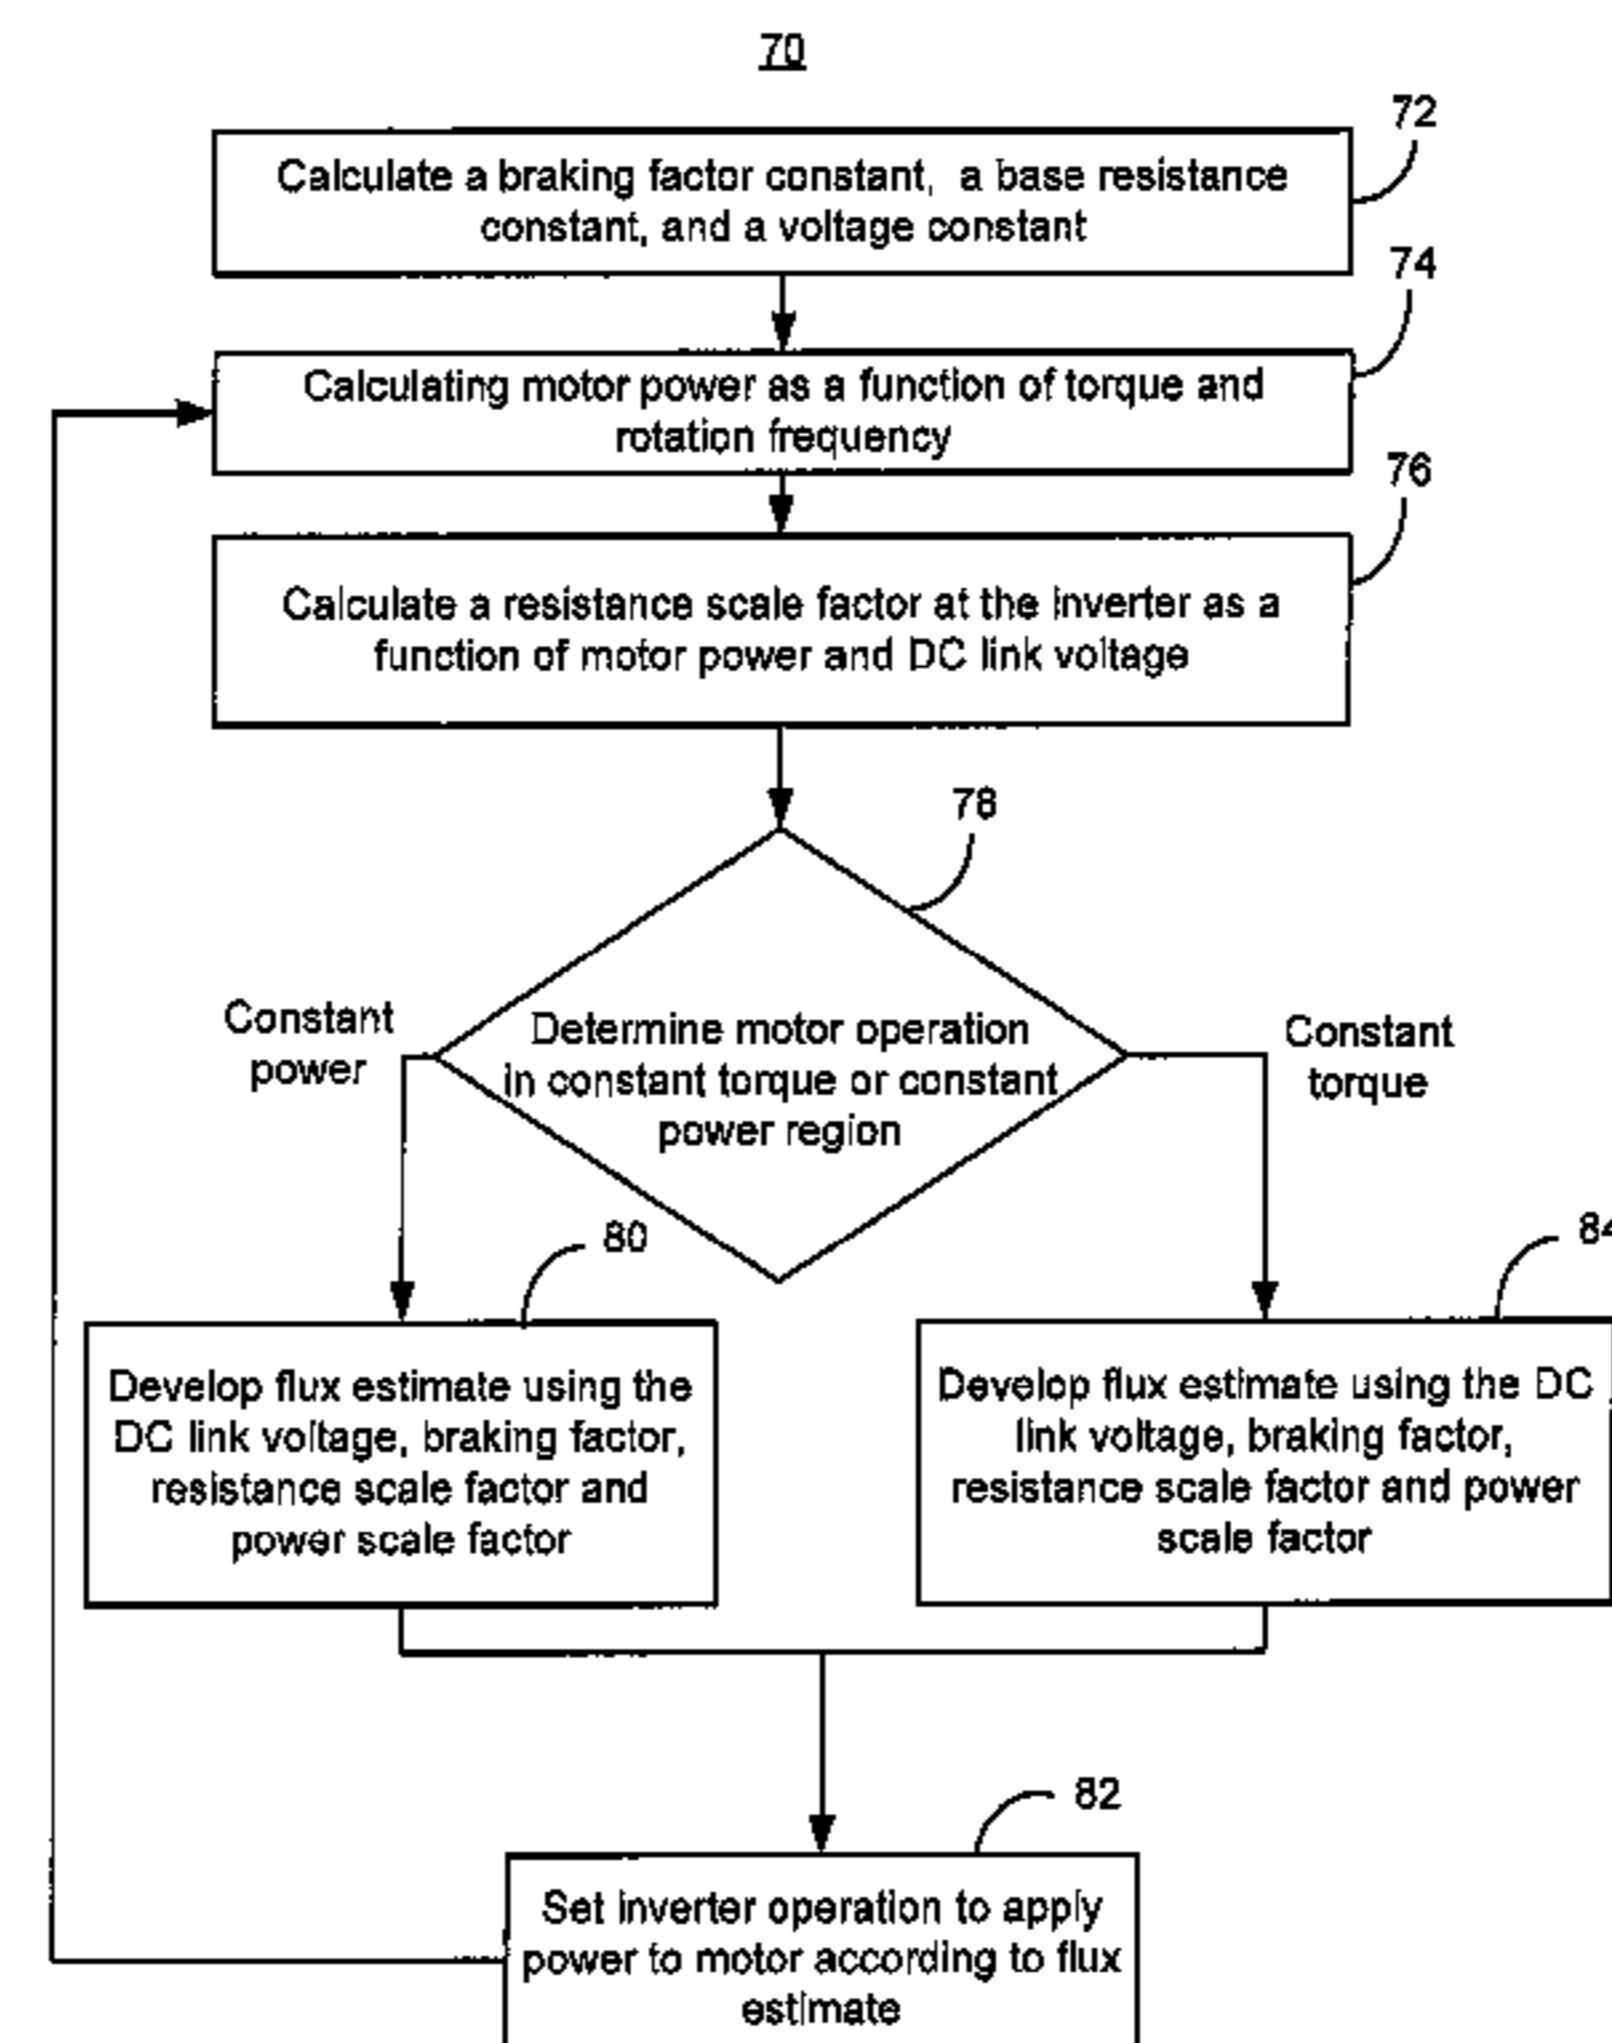 70
72
Calculate a braking factor constant, a base resistance
constant, and a voltage constant
74
Calculating motor power as a function of torque and
rotation frequency
76
Calculate a resistance scale factor at the inverter as a
function of motor power and DC link voltage
78
Constant
power
Determine motor operation
in constant torque or constant
power region
Constant
torque
80
84
Develop flux estimate using the
DC link voltage, braking factor,
resistance scale factor and
power scale factor
Develop flux estimate using the DC
link voltage, braking factor,
resistance scale factor and power
scale factor
82
Set inverter operation to apply
power to motor according to flux
estimate